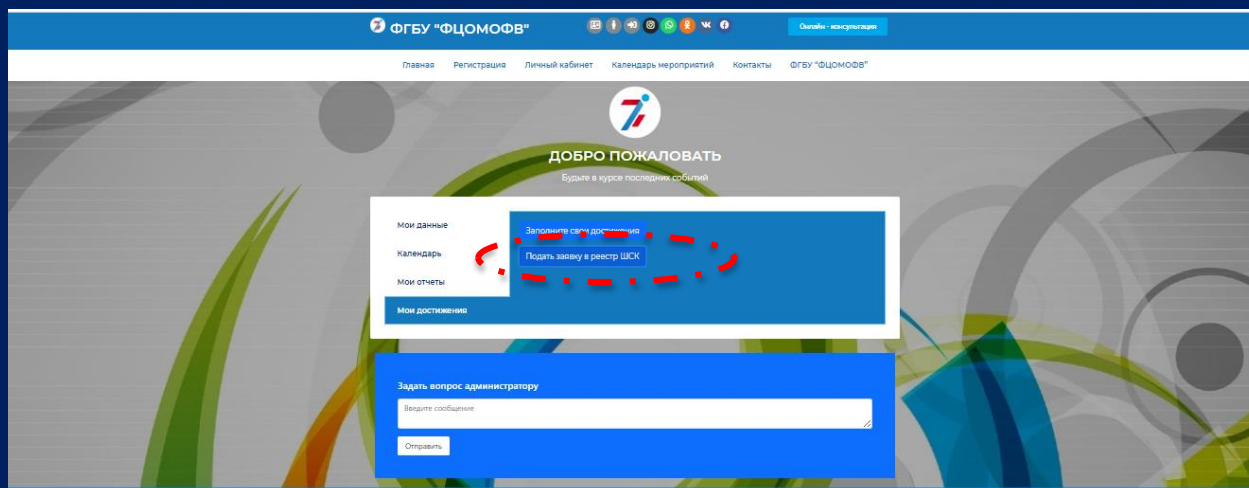 ФГБУ "ФЦОМОФВ"
Онлайн - консультация
Главная Регистрация Личный кабинет Календарь мероприятий Контакты ФГБУ "ФЦОМОФВ"
ДОБРО ПОЖАЛОВАТЬ
Будьте в курсе последних событий
Мои данные
Календарь
Мои отчеты
Мои достижения
Заполните свои достижения
Подать заявку в реестр ШСК
Задать вопрос администратору
Введите сообщение
Отправить